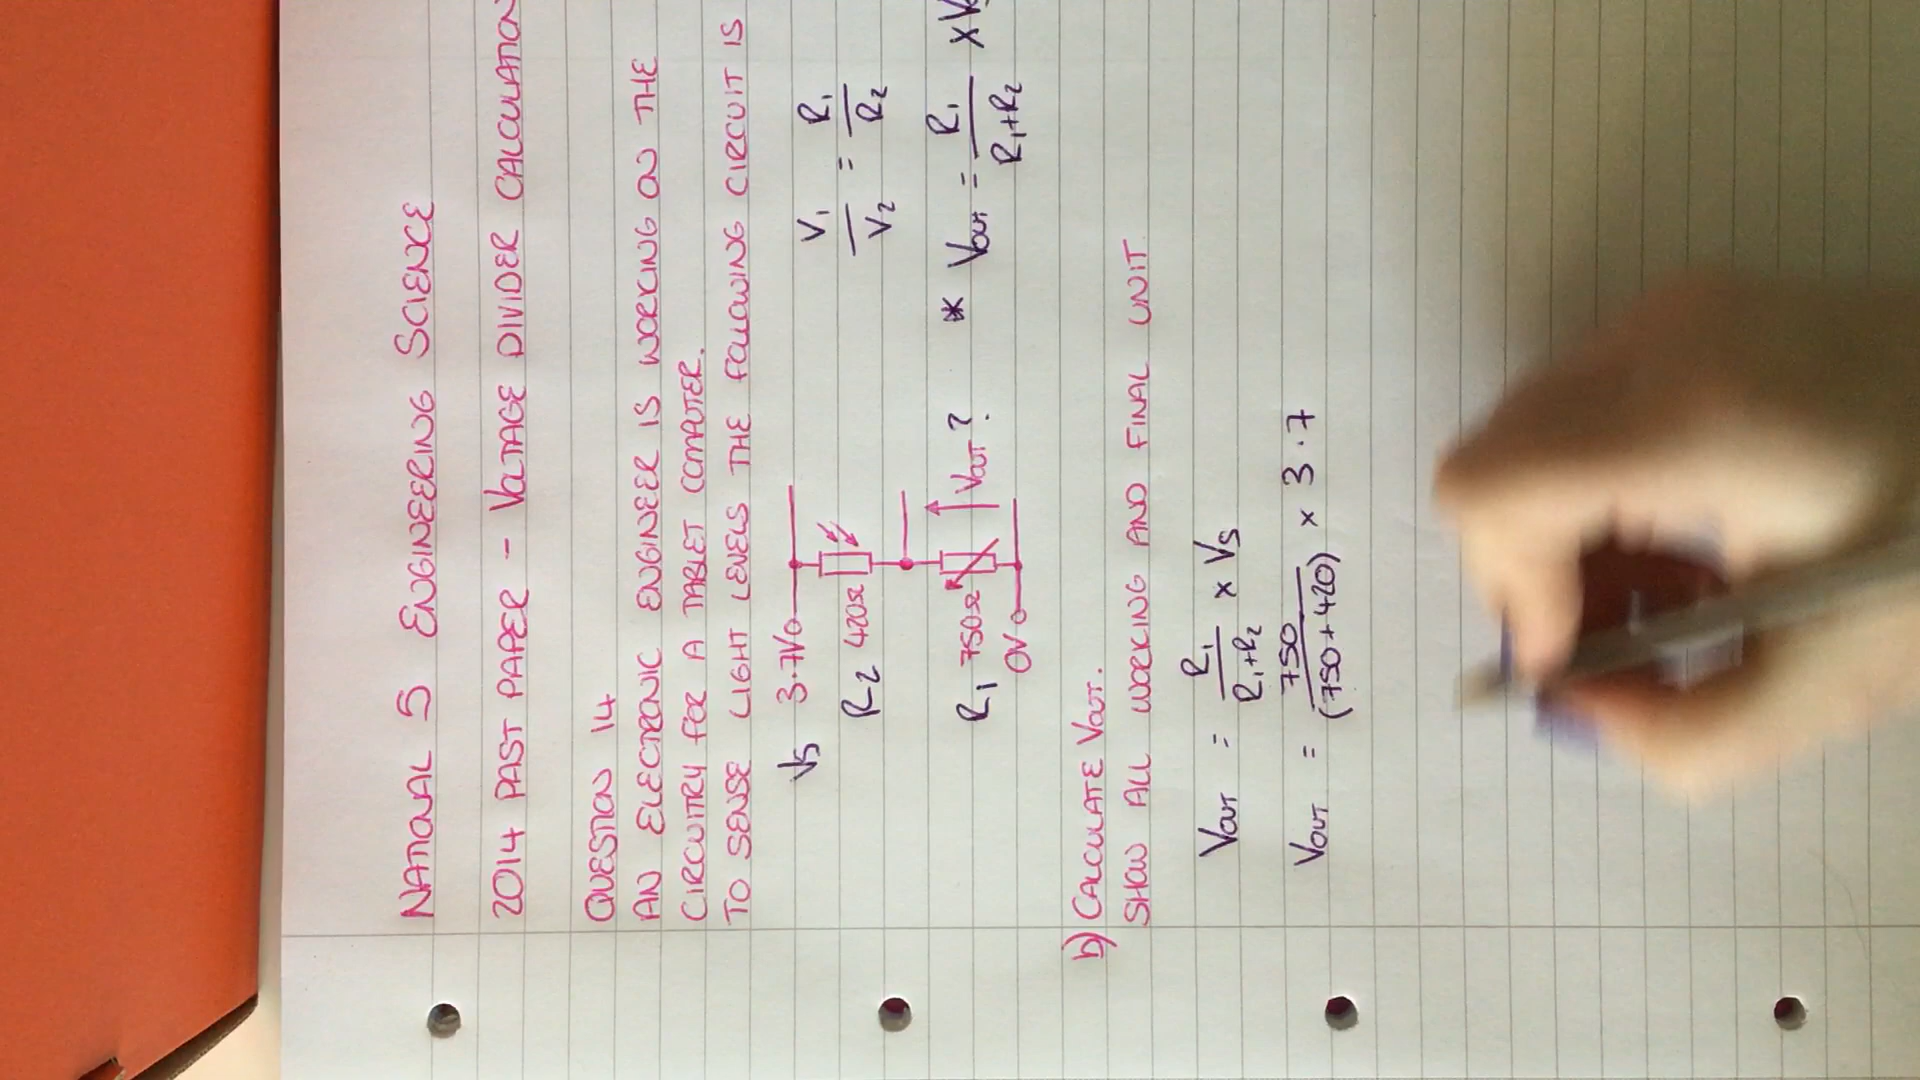 NATIONAL 5 ENGINEERING SCIENCE
2014 PAST PAPER - VOLTAGE DIVIDER CALCULATION
QUESTION 14
AN ELECTRONIC ENGINEER IS WORKING ON THE
CIRCUITRY FOR A TABLET COMPUTER.
TO SENSE LIGHT LEVELS THE FOLLOWING CIRCUIT IS
Vs 3.7V
R2 420Ω
R1 750Ω
0V
Vout?
V1/V2 = R1/R2
* Vout = R1/(R1+R2) x
b) CALCULATE Vout.
SHOW ALL WORKING AND FINAL UNIT
Vout = R1/(R1+R2) x Vs
Vout = 750/(750+420) x 3.7